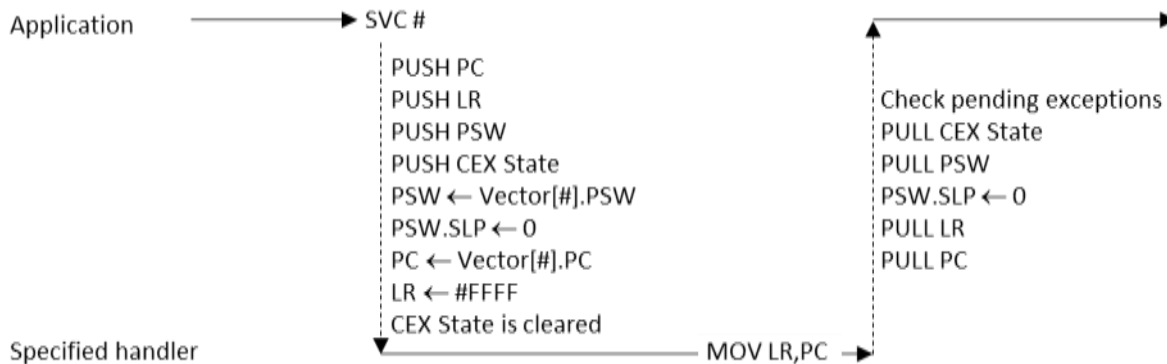 Application
SVC #
PUSH PC
PUSH LR
PUSH PSW
PUSH CEX State
PSW ← Vector[#].PSW
PSW.SLP ← 0
PC ← Vector[#].PC
LR ← #FFFF
CEX State is cleared
Check pending exceptions
PULL CEX State
PULL PSW
PSW.SLP ← 0
PULL LR
PULL PC
Specified handler
MOV LR,PC